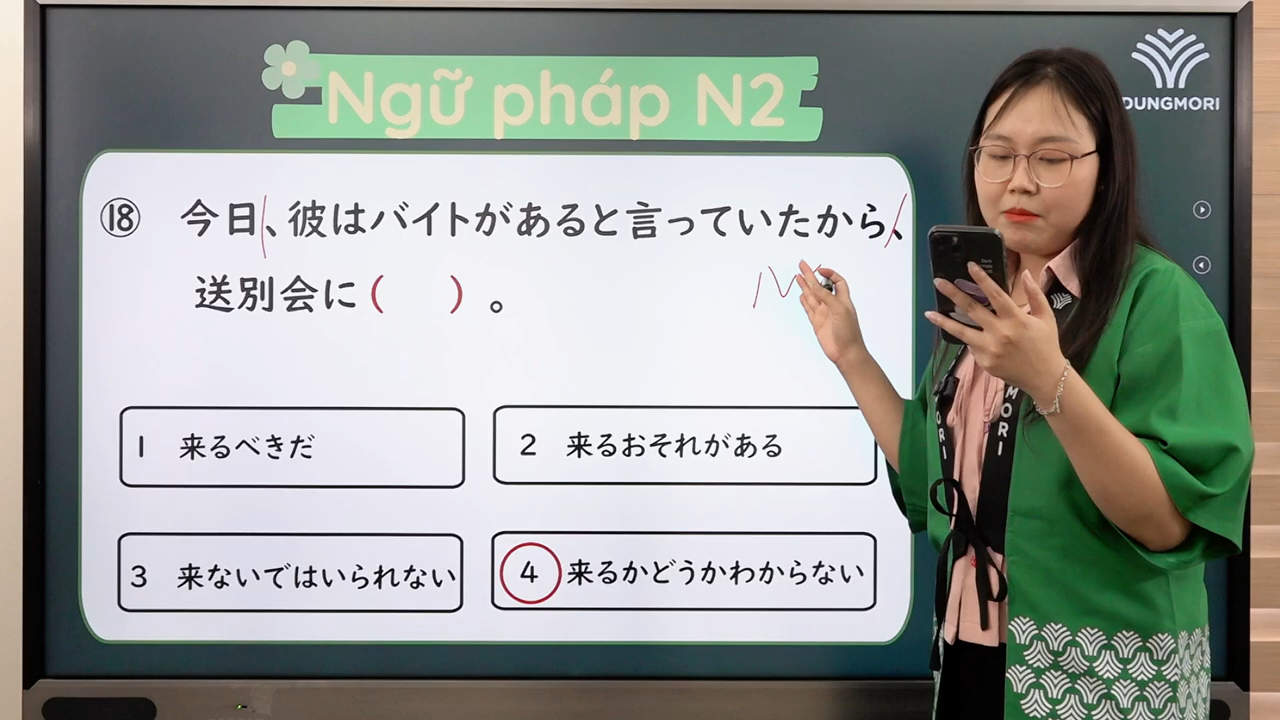 Ngữ pháp N2
DUNGMORI
⑱ 今日、彼はバイトがあると言っていたから、
送別会に( )。
1 来るべきだ
2 来るおそれがある
3 来ないではいられない
4 来るかどうかわからない
MORI